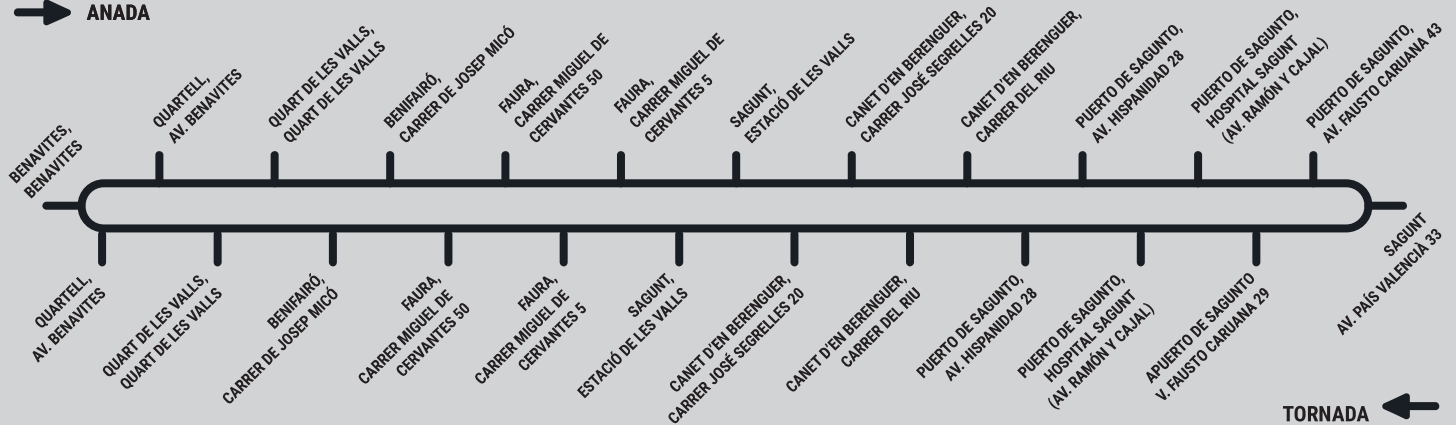 ANADA
BENAVITES,
BENAVITES
QUARTELL,
AV. BENAVITES
QUART DE LES VALLS,
QUART DE LES VALLS
BENIFAIRÓ,
CARRER DE JOSEP MICÓ
FAURA,
CARRER MIGUEL DE
CERVANTES 50
FAURA,
CARRER MIGUEL DE
CERVANTES 5
SAGUNT,
ESTACIÓ DE LES VALLS
CANET D'EN BERENGUER,
CARRER JOSÉ SEGRELLES 20
CANET D'EN BERENGUER,
CARRER DEL RIU
PUERTO DE SAGUNTO,
AV. HISPANIDAD 28
PUERTO DE SAGUNTO,
HOSPITAL SAGUNT
(AV. RAMÓN Y CAJAL)
PUERTO DE SAGUNTO,
AV. FAUSTO CARUANA 43
SAGUNT
AV. PAÍS VALENCIÀ 33
QUARTELL,
AV. BENAVITES
QUART DE LES VALLS,
QUART DE LES VALLS
BENIFAIRÓ,
CARRER DE JOSEP MICÓ
FAURA,
CARRER MIGUEL DE
CERVANTES 50
FAURA,
CARRER MIGUEL DE
CERVANTES 5
SAGUNT,
ESTACIÓ DE LES VALLS
CANET D'EN BERENGUER,
CARRER JOSÉ SEGRELLES 20
CANET D'EN BERENGUER,
CARRER DEL RIU
PUERTO DE SAGUNTO,
AV. HISPANIDAD 28
PUERTO DE SAGUNTO,
HOSPITAL SAGUNT
(AV. RAMÓN Y CAJAL)
APUERTO DE SAGUNTO
V. FAUSTO CARUANA 29
TORNADA